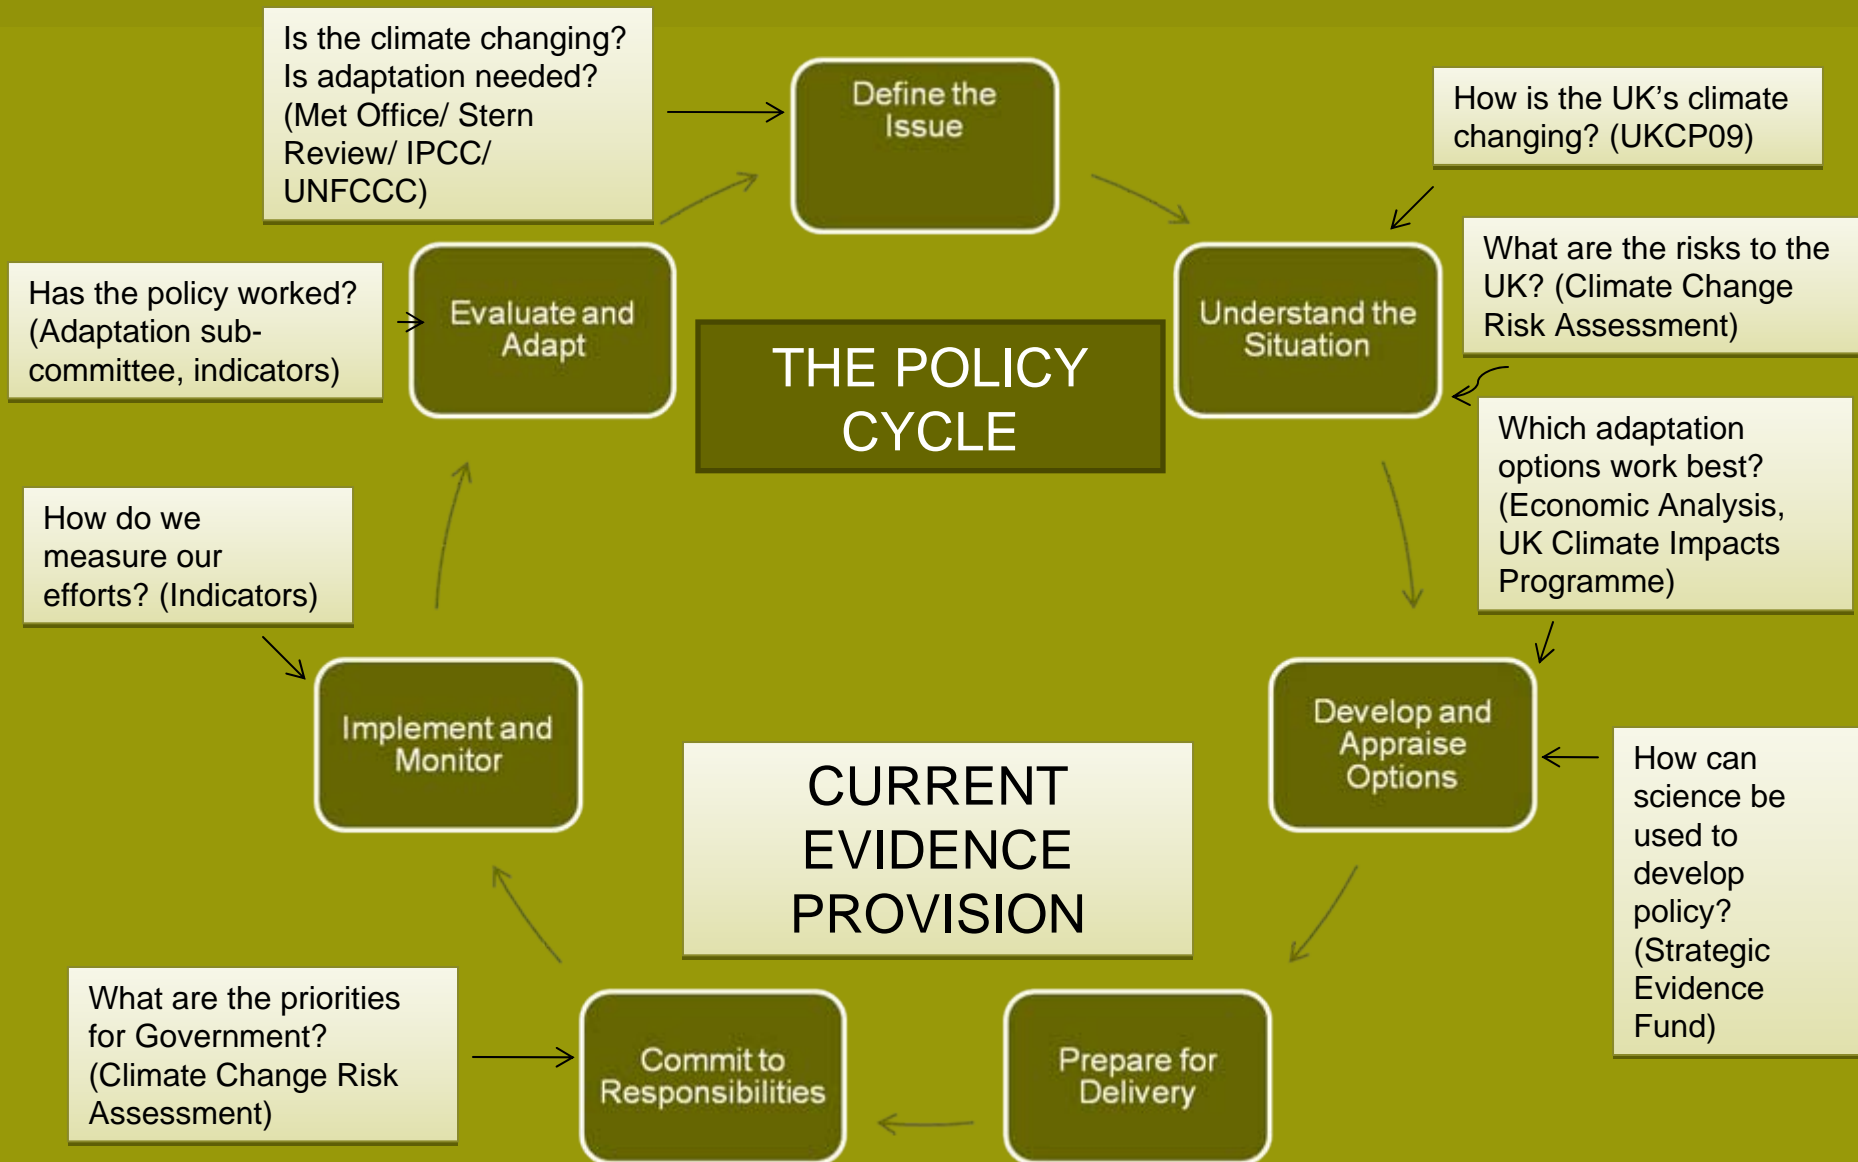 Is the climate changing?
Is adaptation needed?
(Met Office/ Stern
Review/ IPCC/
UNFCCC)
Define the
Issue
How is the UK's climate
changing? (UKCP09)
What are the risks to the
UK? (Climate Change
Risk Assessment)
Understand the
Situation
Has the policy worked?
(Adaptation sub-
committee, indicators)
Evaluate and
Adapt
THE POLICY
CYCLE
Which adaptation
options work best?
(Economic Analysis,
UK Climate Impacts
Programme)
How do we
measure our
efforts? (Indicators)
Implement and
Monitor
Develop and
Appraise
Options
How can
science be
used to
develop
policy?
(Strategic
Evidence
Fund)
CURRENT
EVIDENCE
PROVISION
What are the priorities
for Government?
(Climate Change Risk
Assessment)
Commit to
Responsibilities
Prepare for
Delivery